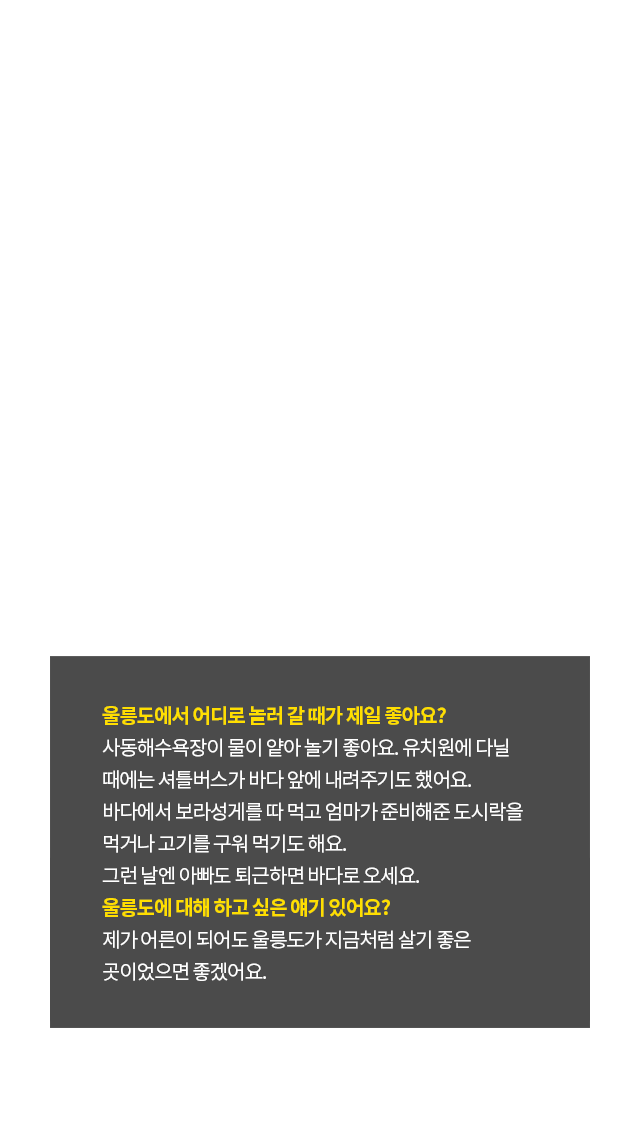 울릉도에서 어디로 놀러 갈 때가 제일 좋아요?
사동해수욕장이 물이 얕아 놀기 좋아요. 유치원에 다닐
때에는 셔틀버스가 바다 앞에 내려주기도 했어요.
바다에서 보라성게를 따 먹고 엄마가 준비해준 도시락을
먹거나 고기를 구워 먹기도 해요.
그런 날엔 아빠도 퇴근하면 바다로 오세요.
울릉도에 대해 하고 싶은 얘기 있어요?
제가 어른이 되어도 울릉도가 지금처럼 살기 좋은
곳이었으면 좋겠어요.